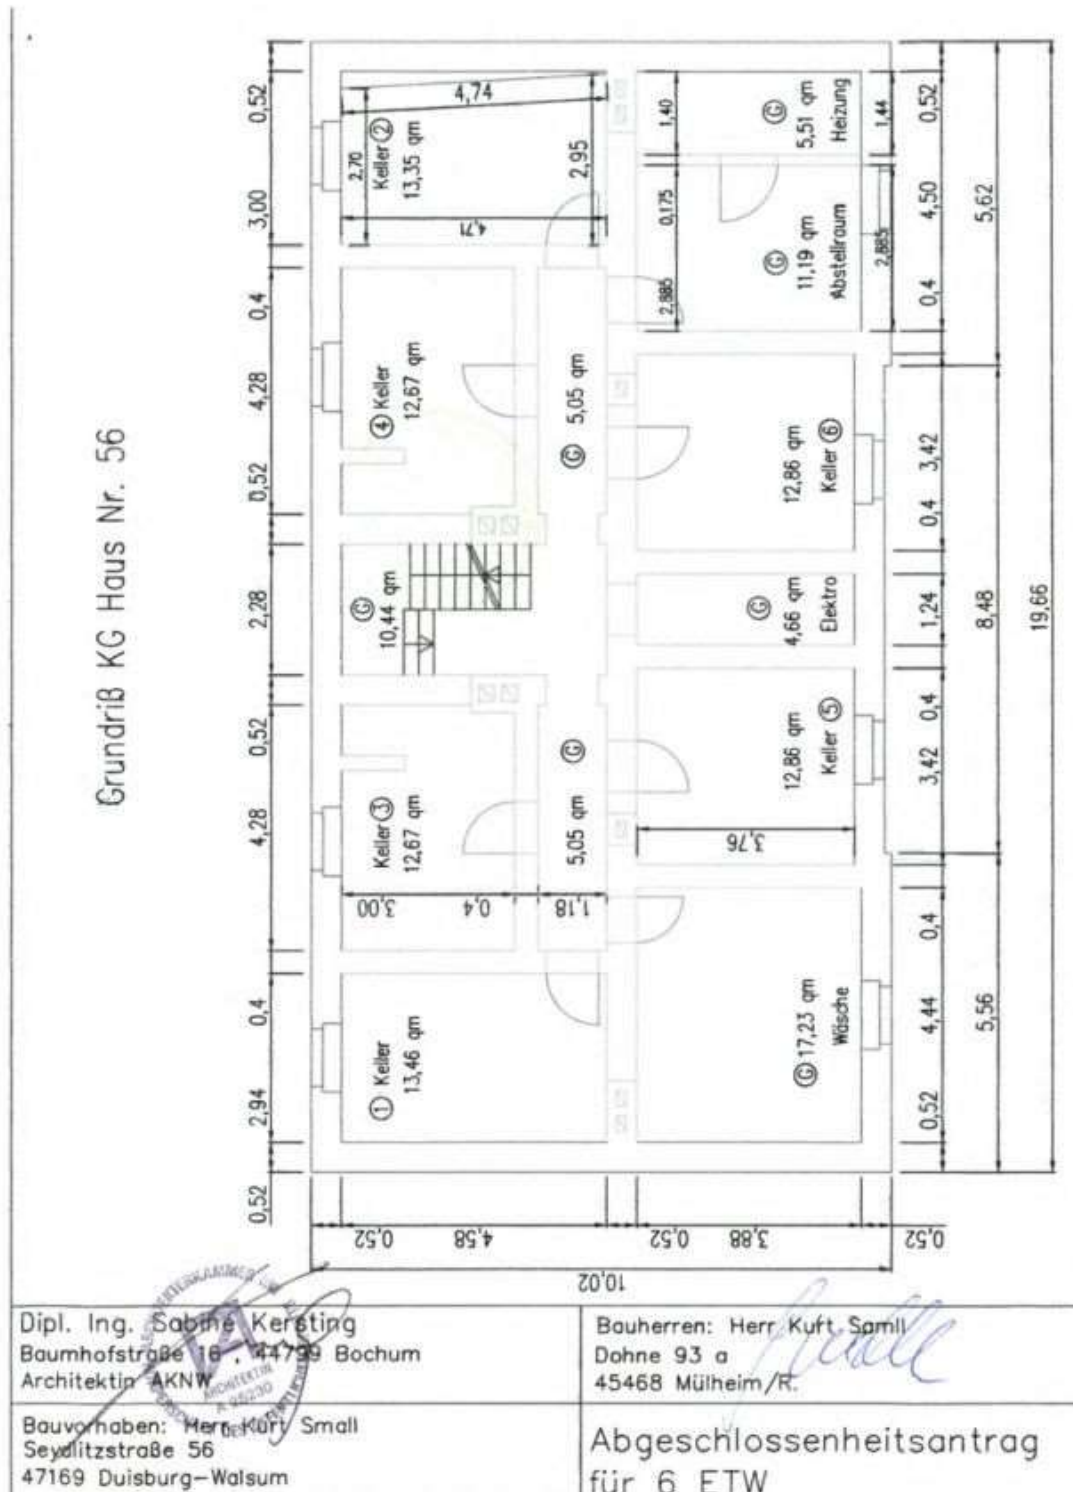 Grundriß KG Haus Nr. 56
0,52
3,00
0,4
4,28
0,52
2,28
0,52
4,28
0,4
2,94
0,52
4,74
2,70
Keller ②
13,35 qm
2,95
4,71
④ Keller
12,67 qm
Ⓖ
10,44 qm
Keller ③
12,67 qm
3,00
0,4
1,18
① Keller
13,46 qm
Ⓖ 5,05 qm
Ⓖ
5,05 qm
1,40
0,175
2,885
Ⓖ
5,51 qm
Heizung
1,44
Ⓖ
11,19 qm
Abstellraum
2,885
12,86 qm
Keller ⑥
Ⓖ
4,66 qm
Elektro
12,86 qm
Keller ⑤
3,76
Ⓖ 17,23 qm
Wäsche
0,52
4,50
0,4
3,42
0,4
1,24
0,4
3,42
0,4
4,44
0,52
5,62
8,48
5,56
19,66
0,52
4,58
0,52
3,88
0,52
10,02
Dipl. Ing. Sabine Kersting
Baumhofstraße 16 , 44799 Bochum
Architektin AKNW
ARCHITEKTIN
Bauherren: Herr Kuft Samll
Dohne 93 a
45468 Mülheim/R.
Bauvorhaben: Herr Kurt Small
Seydlitzstraße 56
47169 Duisburg-Walsum
Abgeschlossenheitsantrag
für 6 ETW